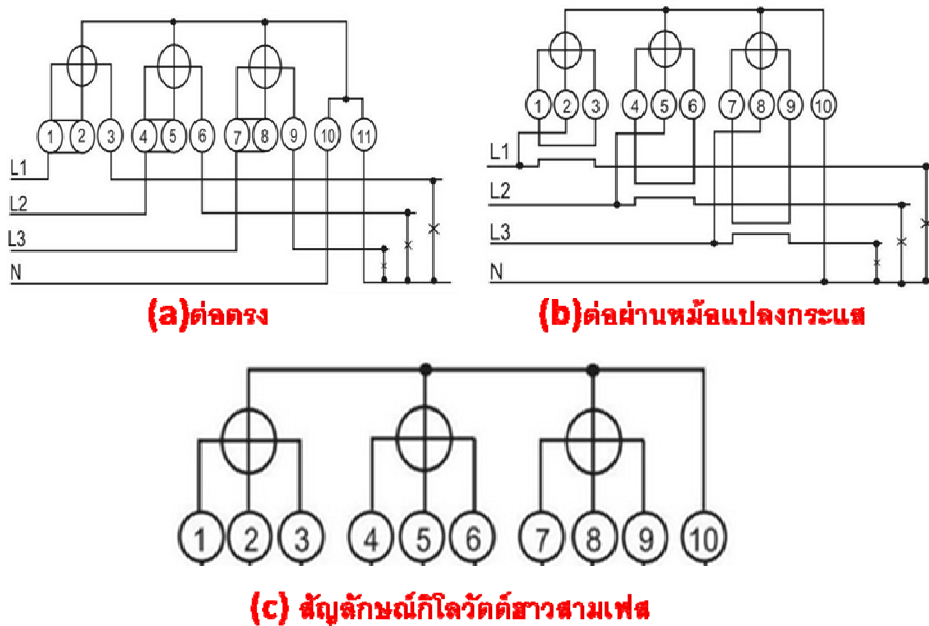 1 2 3 4 5 6 7 8 9 10 11
L1
L2
L3
N
(a)ต่อตรง
1 2 3 4 5 6 7 8 9 10
L1
L2
L3
N
(b)ต่อผ่านหม้อแปลงกระแส
1 2 3 4 5 6 7 8 9 10
(c) สัญลักษณ์กิโลวัตต์ฮาวสามเฟส